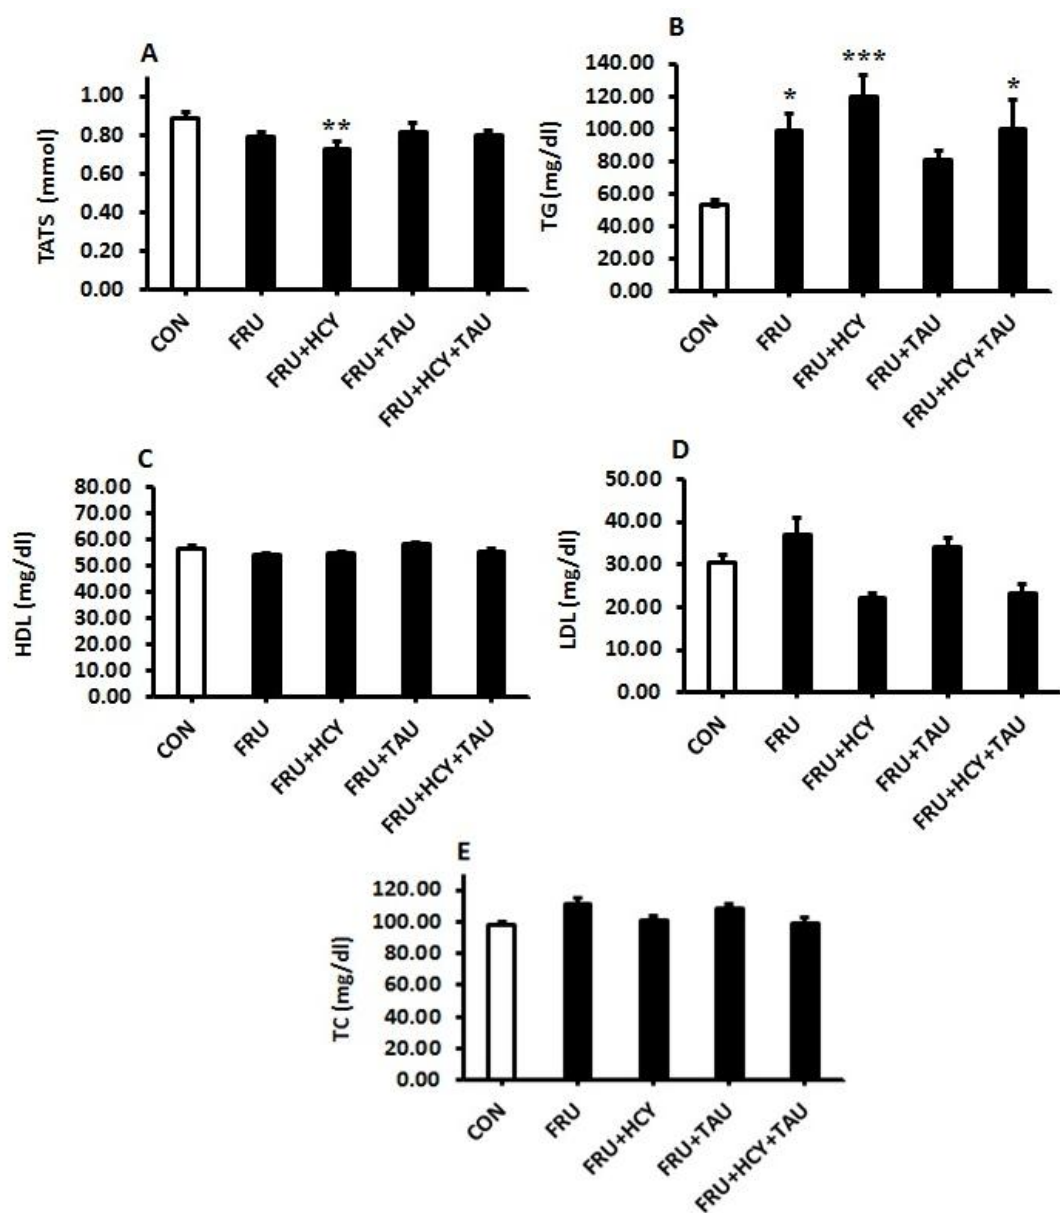 A
TATS (mmol)
1.00
0.80
0.60
0.40
0.20
0.00
**
CON
FRU
FRU+HCY
FRU+TAU
FRU+HCY+TAU
B
TG (mg/dl)
140.00
120.00
100.00
80.00
60.00
40.00
20.00
0.00
*
***
*
CON
FRU
FRU+HCY
FRU+TAU
FRU+HCY+TAU
C
HDL (mg/dl)
80.00
70.00
60.00
50.00
40.00
30.00
20.00
10.00
0.00
CON
FRU
FRU+HCY
FRU+TAU
FRU+HCY+TAU
D
LDL (mg/dl)
50.00
40.00
30.00
20.00
10.00
0.00
CON
FRU
FRU+HCY
FRU+TAU
FRU+HCY+TAU
E
TC (mg/dl)
120.00
100.00
80.00
60.00
40.00
20.00
0.00
CON
FRU
FRU+HCY
FRU+TAU
FRU+HCY+TAU